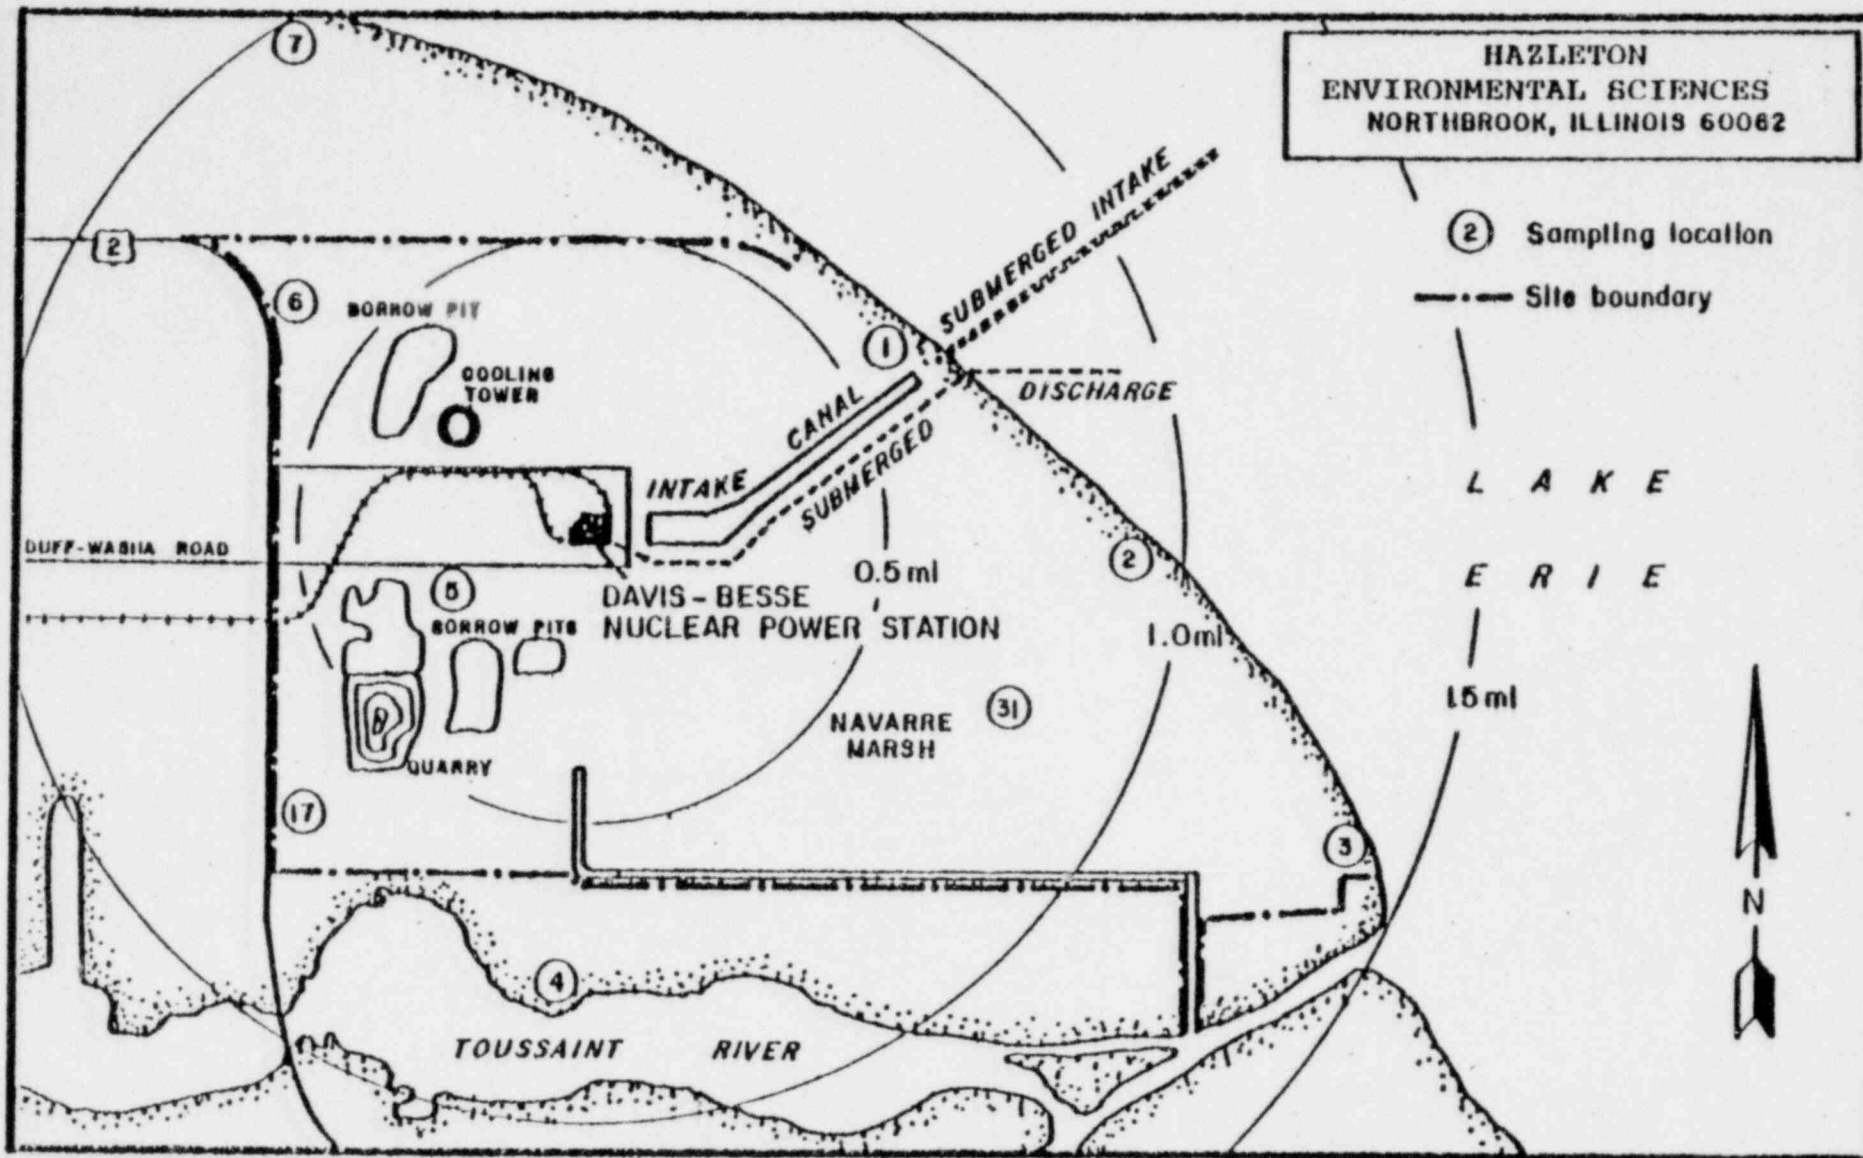 7
HAZLETON
ENVIRONMENTAL SCIENCES
NORTHBROOK, ILLINOIS 60062
2 Sampling location
Site boundary
2
6
BORROW PIT
COOLING
TOWER
1
SUBMERGED INTAKE
DISCHARGE
INTAKE CANAL
SUBMERGED
LAKE
ERIE
DUFF-WASHA ROAD
5
0.5 mi
2
DAVIS-BESSE
NUCLEAR POWER STATION
BORROW PITS
1.0 mi
1.5 mi
31
NAVARRE
MARSH
QUARRY
17
3
4
N
TOUSSAINT RIVER